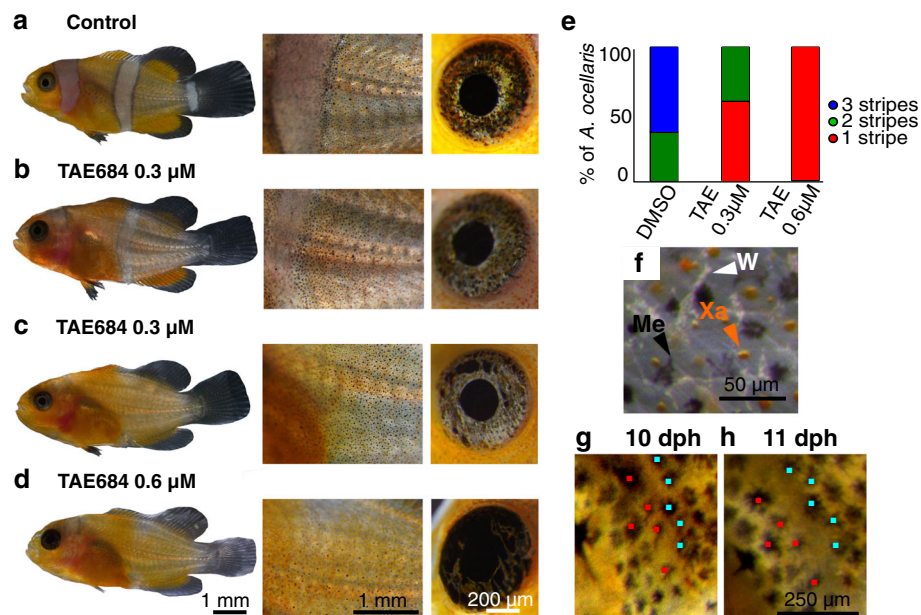 a
Control
b
TAE684 0.3 μM
c
TAE684 0.3 μM
d
TAE684 0.6 μM
1 mm
1 mm
200 μm
e
% of A. ocellaris
100
50
0
DMSO
TAE
0.3μM
TAE
0.6μM
3 stripes
2 stripes
1 stripe
f
W
Xa
Me
50 μm
g
10 dph
h
11 dph
250 μm